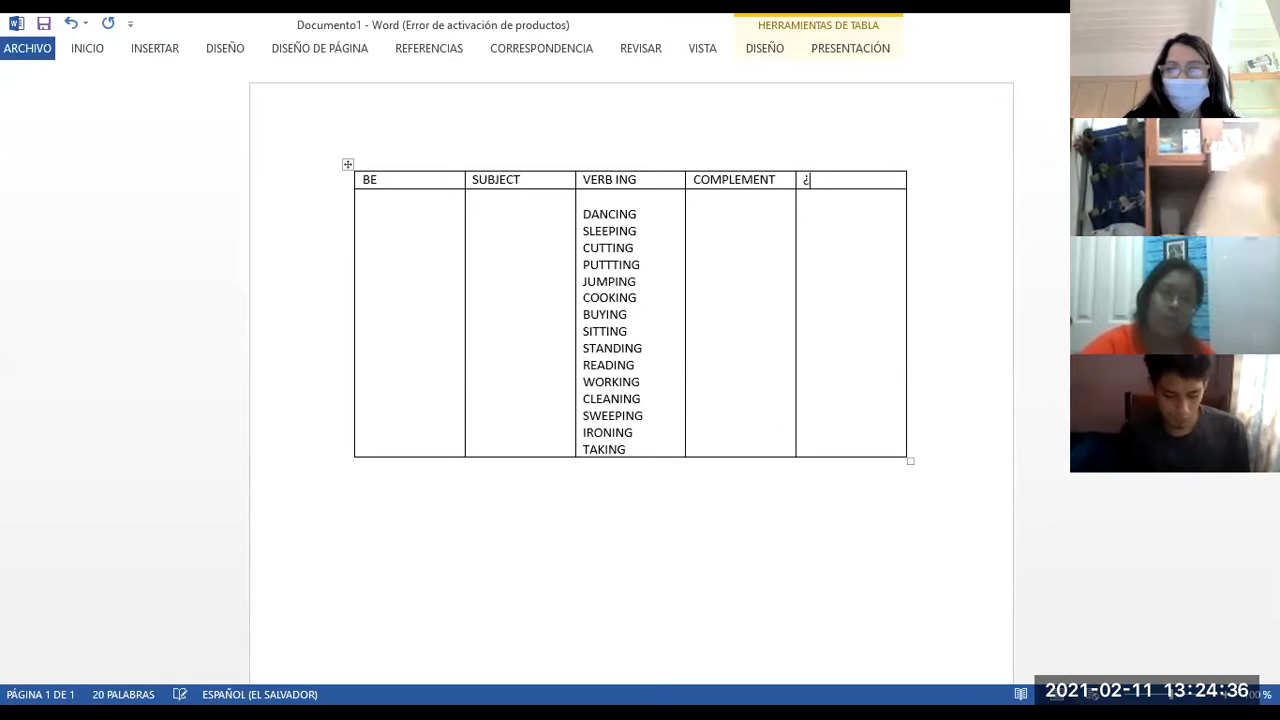 Documento1 - Word (Error de activación de productos)
HERRAMIENTAS DE TABLA
ARCHIVO INICIO INSERTAR DISEÑO DISEÑO DE PÁGINA REFERENCIAS CORRESPONDENCIA REVISAR VISTA DISEÑO PRESENTACIÓN
BE SUBJECT VERB ING COMPLEMENT ¿
DANCING
SLEEPING
CUTTING
PUTTTING
JUMPING
COOKING
BUYING
SITTING
STANDING
READING
WORKING
CLEANING
SWEEPING
IRONING
TAKING
PÁGINA 1 DE 1 20 PALABRAS ESPAÑOL (EL SALVADOR)
2021-02-11 13:24:36